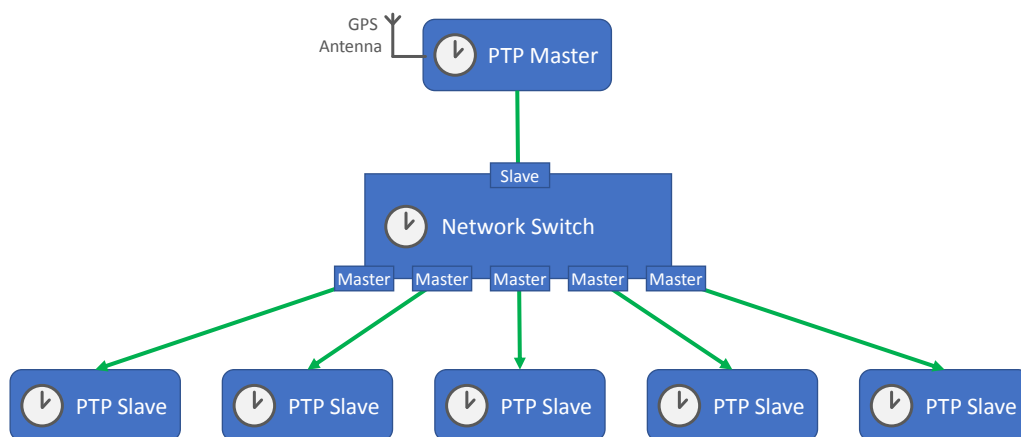 GPS
Antenna
PTP Master
Slave
Network Switch
Master
Master
Master
Master
Master
PTP Slave
PTP Slave
PTP Slave
PTP Slave
PTP Slave